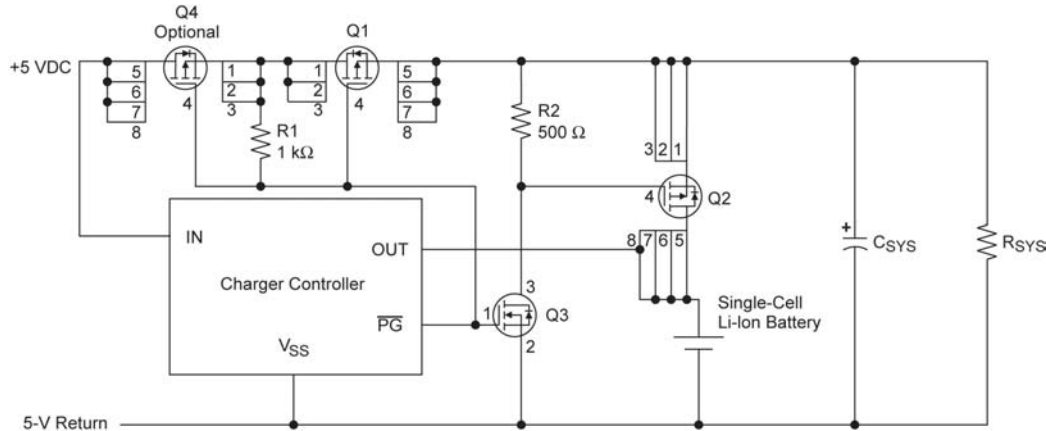 Q4
Optional
Q1
+5 VDC
5
6
7
8
4
1
2
3
1
2
3
4
5
6
7
8
R1
1 kΩ
R2
500 Ω
3 2 1
4
Q2
8 7 6 5
IN
OUT
Charger Controller
PG
VSS
3
1
Q3
2
Single-Cell
Li-Ion Battery
+
CSYS
RSYS
5-V Return